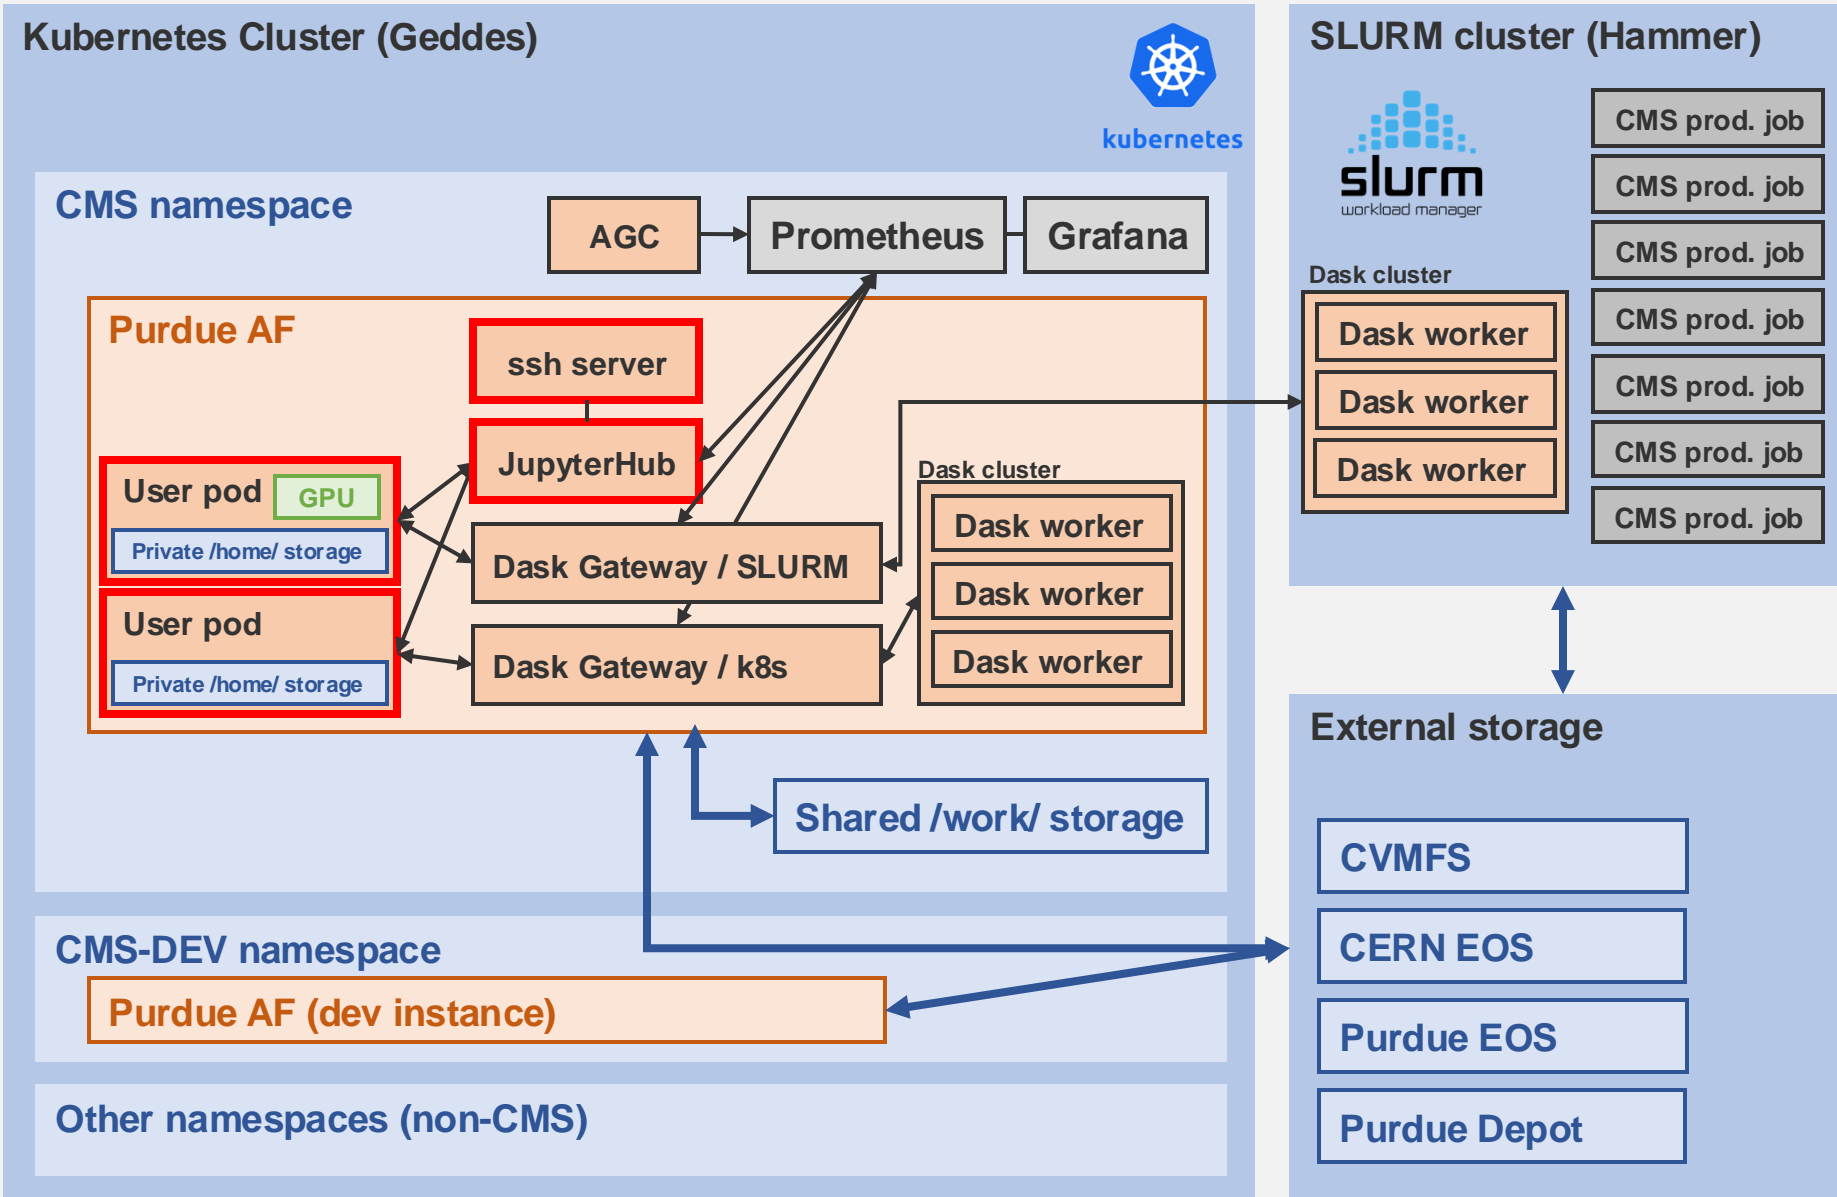 Kubernetes Cluster (Geddes)
kubernetes
CMS namespace
AGC
Prometheus
Grafana
Purdue AF
ssh server
JupyterHub
User pod
GPU
Private /home/ storage
User pod
Private /home/ storage
Dask Gateway / SLURM
Dask Gateway / k8s
Dask cluster
Dask worker
Dask worker
Dask worker
Shared /work/ storage
CMS-DEV namespace
Purdue AF (dev instance)
Other namespaces (non-CMS)
SLURM cluster (Hammer)
slurm
workload manager
Dask cluster
Dask worker
Dask worker
Dask worker
CMS prod. job
CMS prod. job
CMS prod. job
CMS prod. job
CMS prod. job
CMS prod. job
CMS prod. job
External storage
CVMFS
CERN EOS
Purdue EOS
Purdue Depot